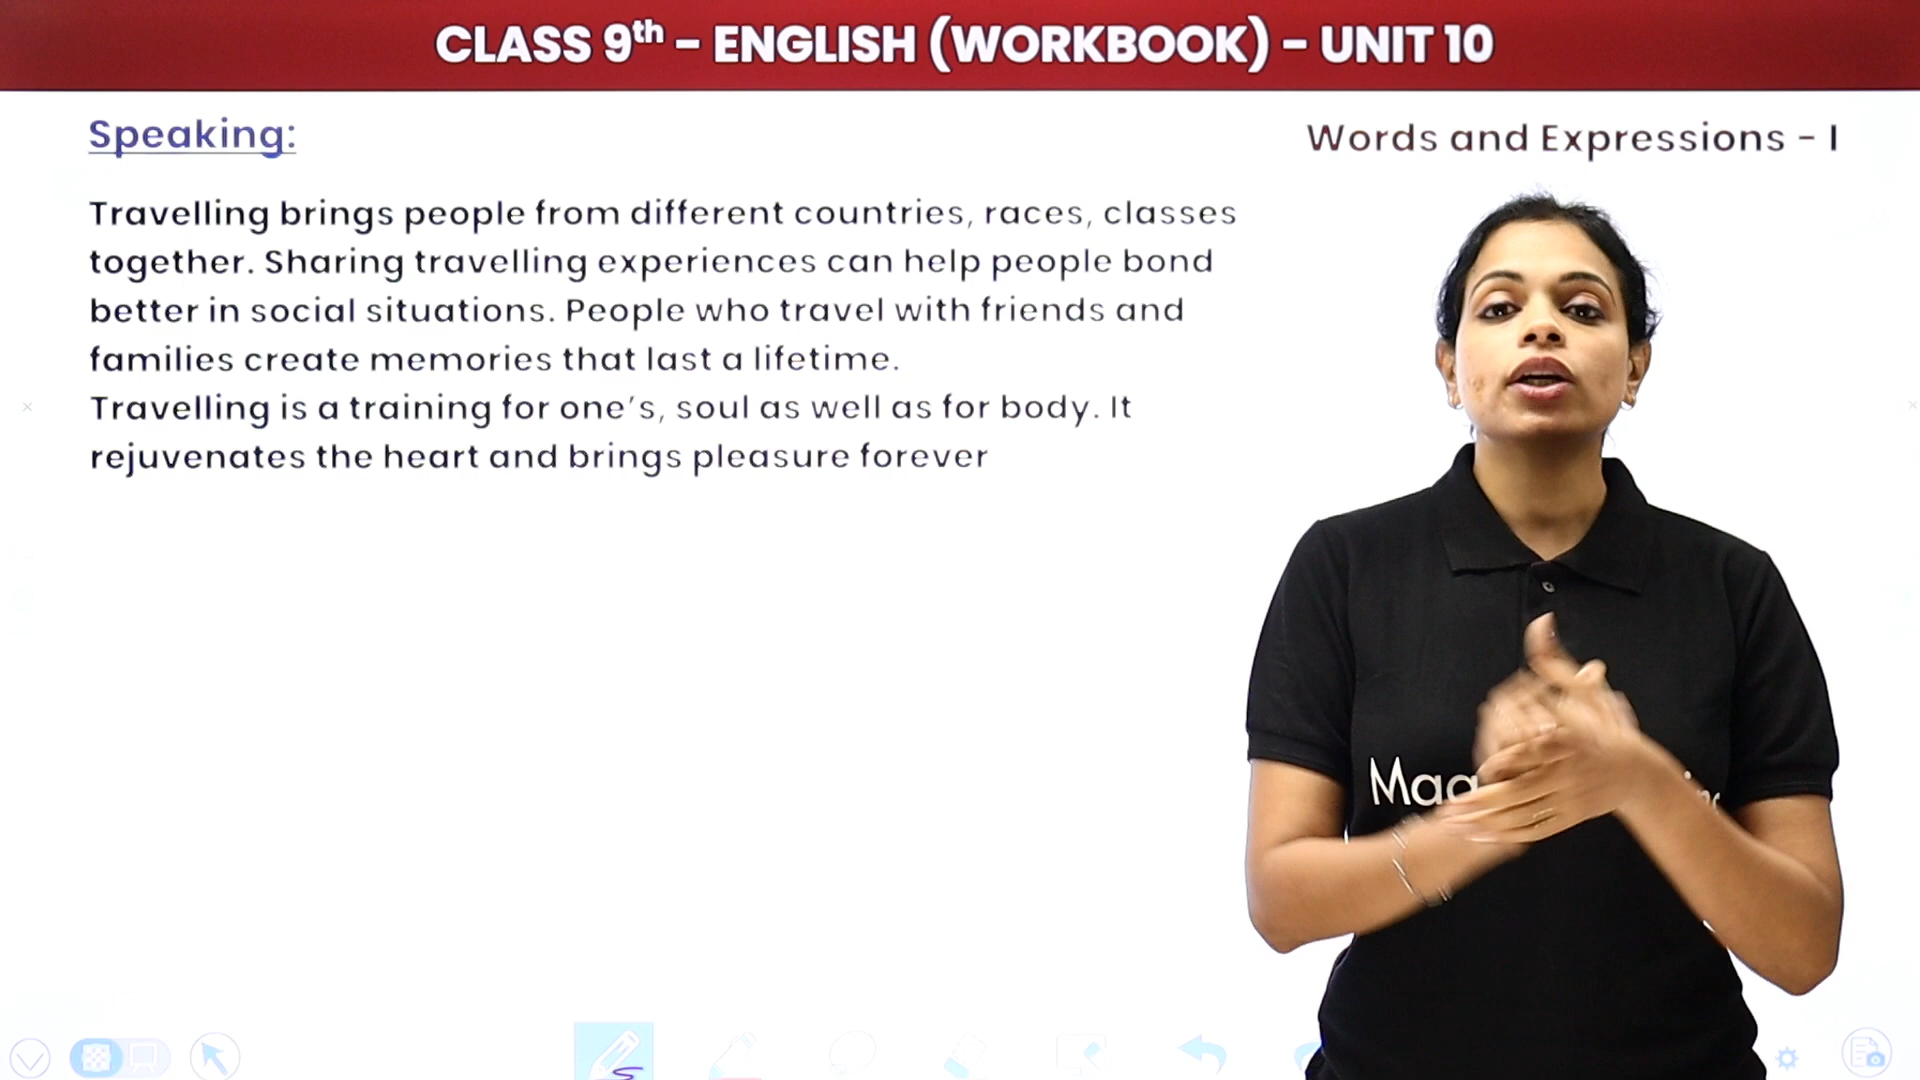 CLASS 9th - ENGLISH (WORKBOOK) - UNIT 10
Speaking:
Words and Expressions - I
Travelling brings people from different countries, races, classes
together. Sharing travelling experiences can help people bond
better in social situations. People who travel with friends and
families create memories that last a lifetime.
Travelling is a training for one's, soul as well as for body. It
rejuvenates the heart and brings pleasure forever